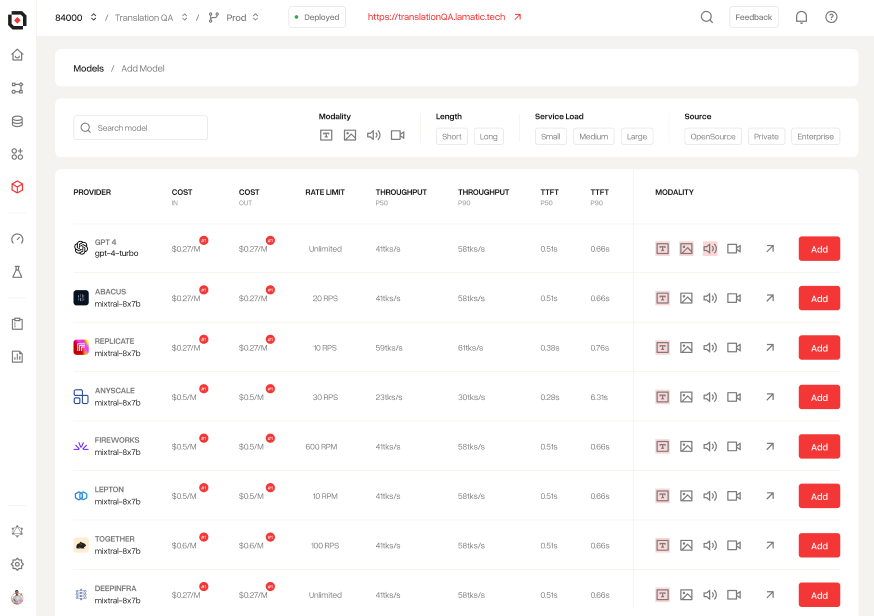 84000 / Translation QA / Prod Deployed https://translationQA.lamatic.tech Feedback
Models / Add Model
Search model
Modality Length Service Load Source
Short Long Small Medium Large OpenSource Private Enterprise
PROVIDER COST IN COST OUT RATE LIMIT THROUGHPUT P50 THROUGHPUT P90 TTFT P50 TTFT P90 MODALITY
GPT 4
gpt-4-turbo $0.27/M #1 $0.27/M #1 Unlimited 41tks/s 58tks/s 0.51s 0.66s Add
ABACUS
mixtral-8x7b $0.27/M #1 $0.27/M #1 20 RPS 41tks/s 58tks/s 0.51s 0.66s Add
REPLICATE
mixtral-8x7b $0.27/M #1 $0.27/M #1 10 RPS 591tks/s 611tks/s 0.38s 0.76s Add
ANYSCALE
mixtral-8x7b $0.5/M #1 $0.5/M #1 30 RPS 23tks/s 30tks/s 0.28s 6.31s Add
FIREWORKS
mixtral-8x7b $0.5/M #1 $0.5/M #1 600 RPM 41tks/s 58tks/s 0.51s 0.66s Add
LEPTON
mixtral-8x7b $0.5/M #1 $0.5/M #1 10 RPM 41tks/s 58tks/s 0.51s 0.66s Add
TOGETHER
mixtral-8x7b $0.6/M #1 $0.6/M #1 100 RPS 41tks/s 58tks/s 0.51s 0.66s Add
DEEPINFRA
mixtral-8x7b $0.27/M #1 $0.27/M #1 Unlimited 41tks/s 58tks/s 0.51s 0.66s Add